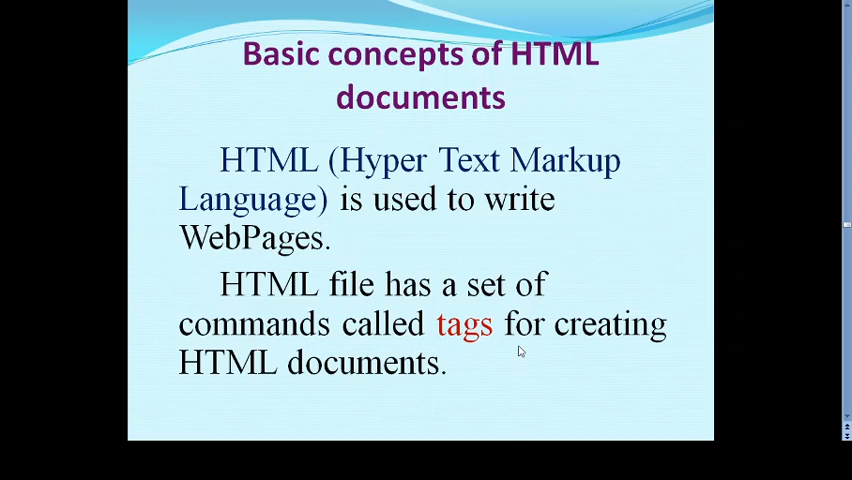 Basic concepts of HTML
documents
HTML (Hyper Text Markup
Language) is used to write
WebPages.
HTML file has a set of
commands called tags for creating
HTML documents.